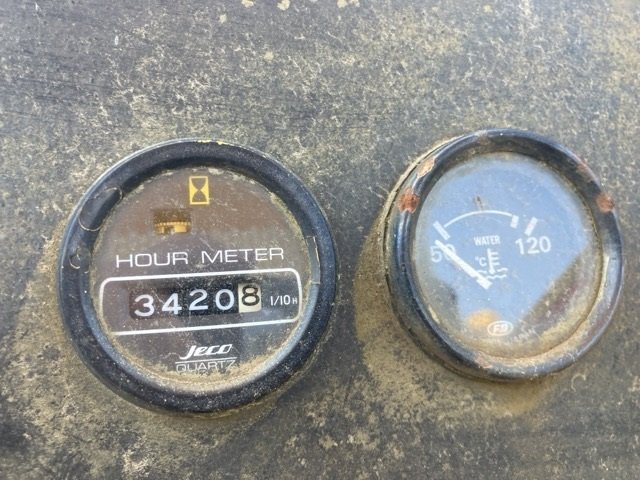 HOUR METER
34208 1/10H
Jeco
QUARTZ
WATER
50 120
°C